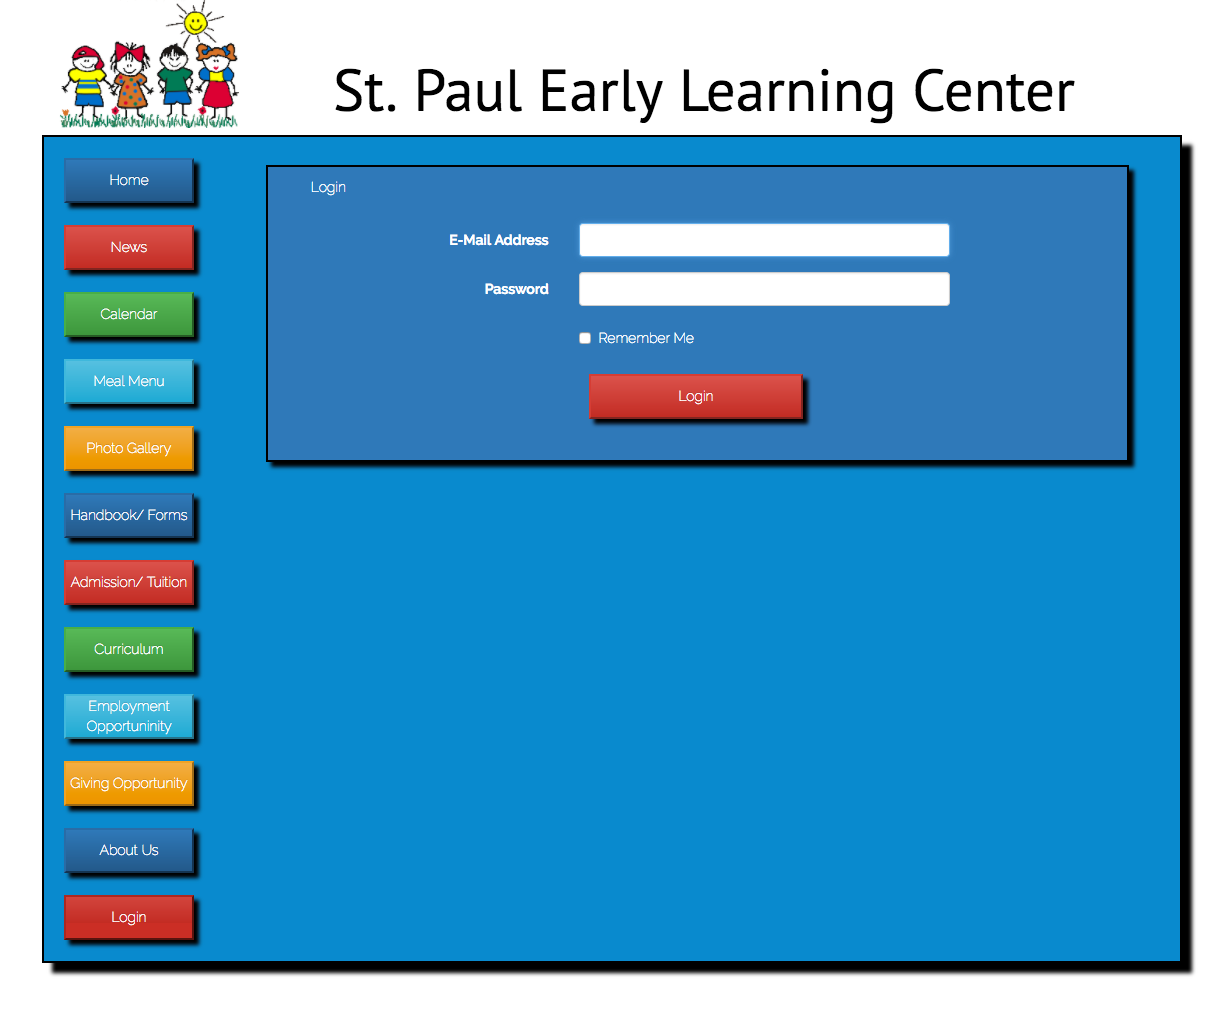 St. Paul Early Learning Center
Home
News
Calendar
Meal Menu
Photo Gallery
Handbook/ Forms
Admission/ Tuition
Curriculum
Employment
Opportuninity
Giving Opportunity
About Us
Login
Login
E-Mail Address
Password
Remember Me
Login